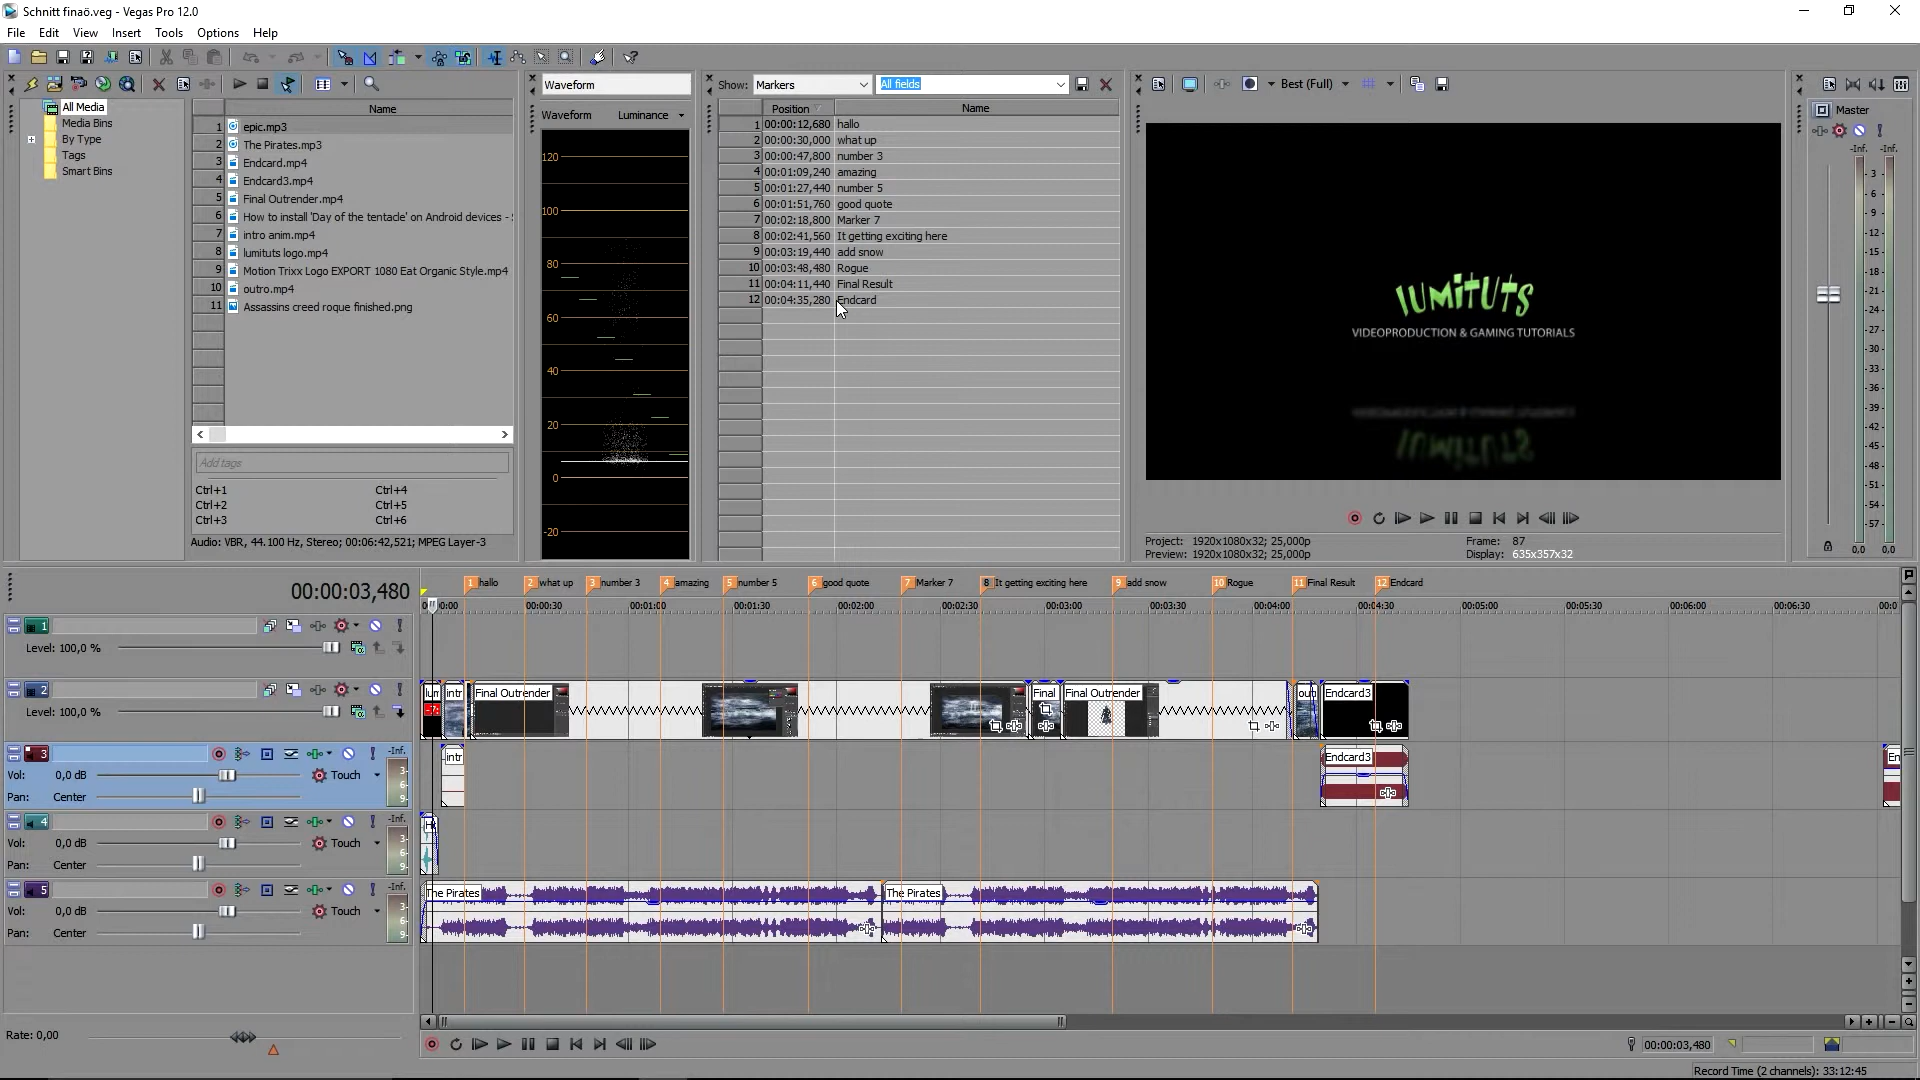 Schnitt finaö.veg - Vegas Pro 12.0
File Edit View Insert Tools Options Help
All Media
Media Bins
By Type
Tags
Smart Bins
Name
1 epic.mp3
2 The Pirates.mp3
3 Endcard.mp4
4 Endcard3.mp4
5 Final Outrender.mp4
6 How to install 'Day of the tentade' on Android devices -
7 intro anim.mp4
8 lumituts logo.mp4
9 Motion Trixx Logo EXPORT 1080 Eat Organic Style.mp4
10 outro.mp4
11 Assassins creed roque finished.png
Add tags
Ctrl+1 Ctrl+4
Ctrl+2 Ctrl+5
Ctrl+3 Ctrl+6
Audio: VBR, 44.100 Hz, Stereo; 00:06:42,521; MPEG Layer-3
Waveform
Waveform Luminance
120
100
80
60
40
20
0
-20
Show: Markers All fields
Position Name
1 00:00:12,680 hallo
2 00:00:30,000 what up
3 00:00:47,800 number 3
4 00:01:09,240 amazing
5 00:01:27,440 number 5
6 00:01:51,760 good quote
7 00:02:18,800 Marker 7
8 00:02:41,560 It getting exciting here
9 00:03:19,440 add snow
10 00:03:48,480 Rogue
11 00:04:11,440 Final Result
12 00:04:35,280 Endcard
Best (Full)
lumituts
VIDEOPRODUCTION & GAMING TUTORIALS
Project: 1920x1080x32; 25,000p Frame: 87
Preview: 1920x1080x32; 25,000p Display: 635x357x32
Master
-Inf. -Inf.
3
6
9
12
15
18
21
24
27
30
33
36
39
42
45
48
51
54
57
0,0 0,0
00:00:03,480
1 hallo 2 what up 3 number 3 4 amazing 5 number 5 6 good quote 7 Marker 7 8 It getting exciting here 9 add snow 10 Rogue 11 Final Result 12 Endcard
0:00 00:00:30 00:01:00 00:01:30 00:02:00 00:02:30 00:03:00 00:03:30 00:04:00 00:04:30 00:05:00 00:05:30 00:06:00 00:06:30 00:0
1
Level: 100,0 %
2
Level: 100,0 %
lum intr Final Outrender Final Final Outrender out Endcard3
3 -Inf.
Vol: 0,0 dB Touch 3
6
Pan: Center 9
intr Endcard3 En
4 -Inf.
Vol: 0,0 dB Touch 3
6
Pan: Center 9
5 -Inf.
Vol: 0,0 dB Touch 3
6
Pan: Center 9
The Pirates The Pirates
Rate: 0,00
00:00:03,480
Record Time (2 channels): 33:12:45